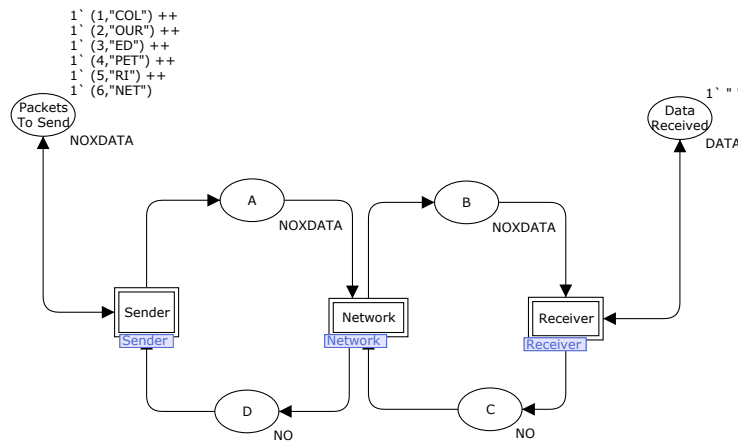 1` (1,"COL") ++
1` (2,"OUR") ++
1` (3,"ED") ++
1` (4,"PET") ++
1` (5,"RI") ++
1` (6,"NET")
Packets
To Send
NOXDATA
1` "
Data
Received
DATA
A
NOXDATA
B
NOXDATA
Sender
Sender
Network
Network
Receiver
Receiver
D
NO
C
NO